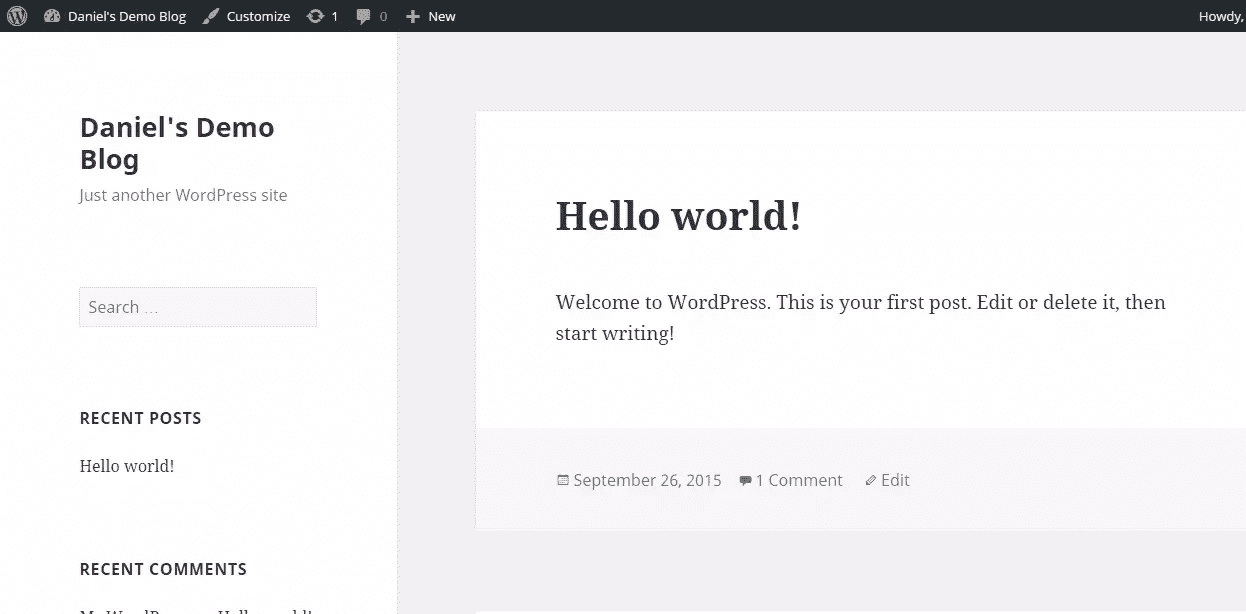 Daniel's Demo Blog Customize 1 0 New Howdy,
Daniel's Demo
Blog
Just another WordPress site
Search …
RECENT POSTS
Hello world!
RECENT COMMENTS
Hello world!
Welcome to WordPress. This is your first post. Edit or delete it, then
start writing!
September 26, 2015 1 Comment Edit